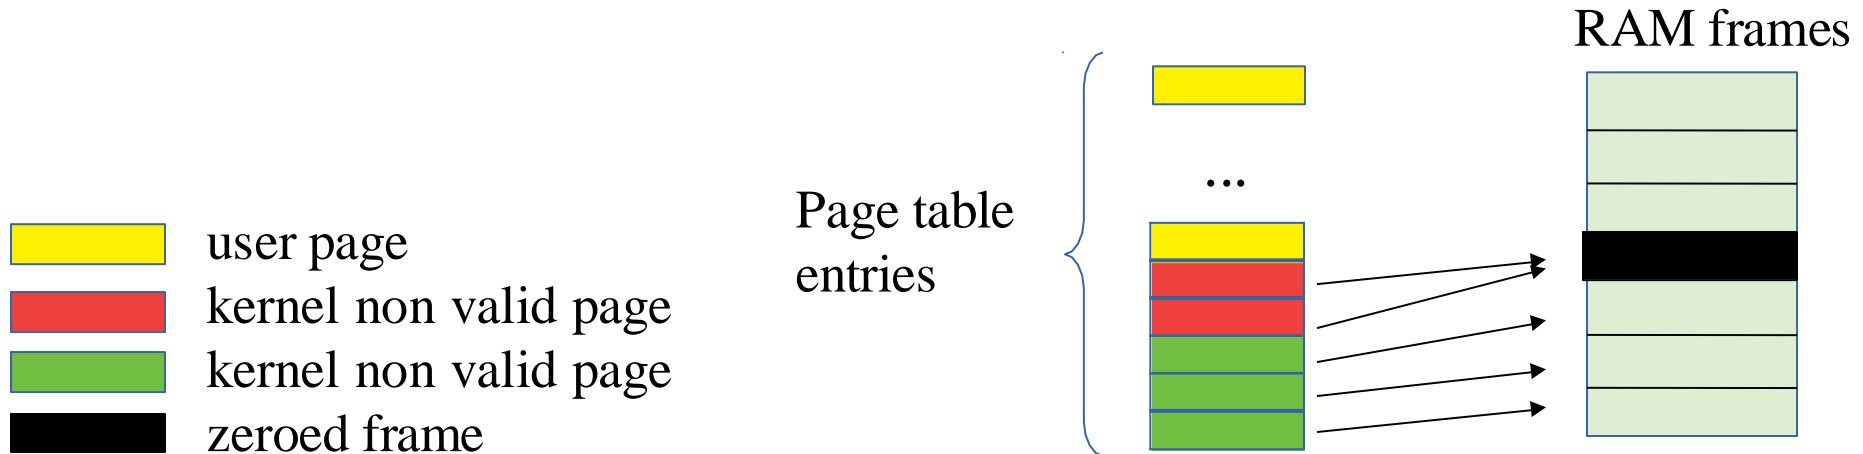 RAM frames
...
Page table
entries
user page
kernel non valid page
kernel non valid page
zeroed frame